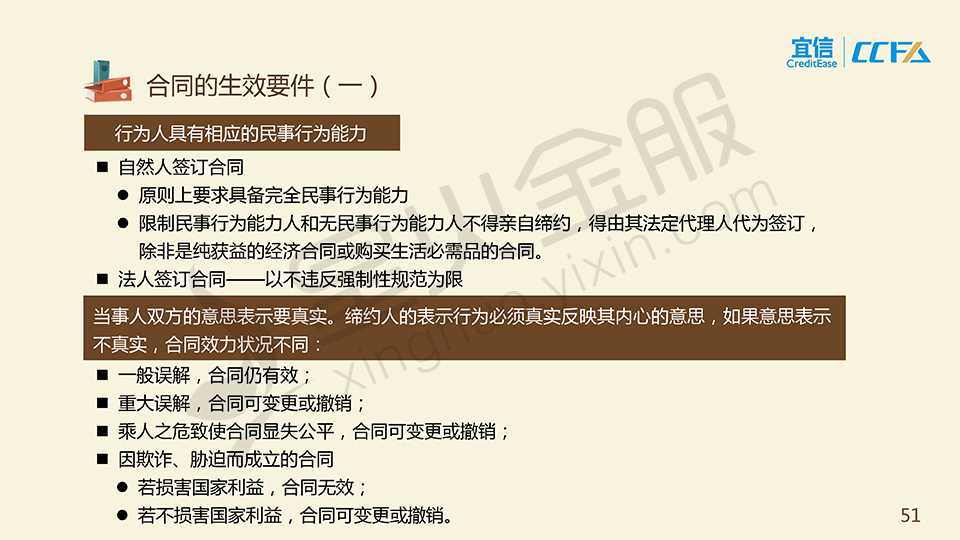 宜信
CreditEase
CCFA
合同的生效要件（一）
行为人具有相应的民事行为能力
■ 自然人签订合同
● 原则上要求具备完全民事行为能力
● 限制民事行为能力人和无民事行为能力人不得亲自缔约，得由其法定代理人代为签订，
除非是纯获益的经济合同或购买生活必需品的合同。
■ 法人签订合同——以不违反强制性规范为限
当事人双方的意思表示要真实。缔约人的表示行为必须真实反映其内心的意思，如果意思表示
不真实，合同效力状况不同：
■ 一般误解，合同仍有效；
■ 重大误解，合同可变更或撤销；
■ 乘人之危致使合同显失公平，合同可变更或撤销；
■ 因欺诈、胁迫而成立的合同
● 若损害国家利益，合同无效；
● 若不损害国家利益，合同可变更或撤销。
51
星火金服
xinghuo.yixin.com